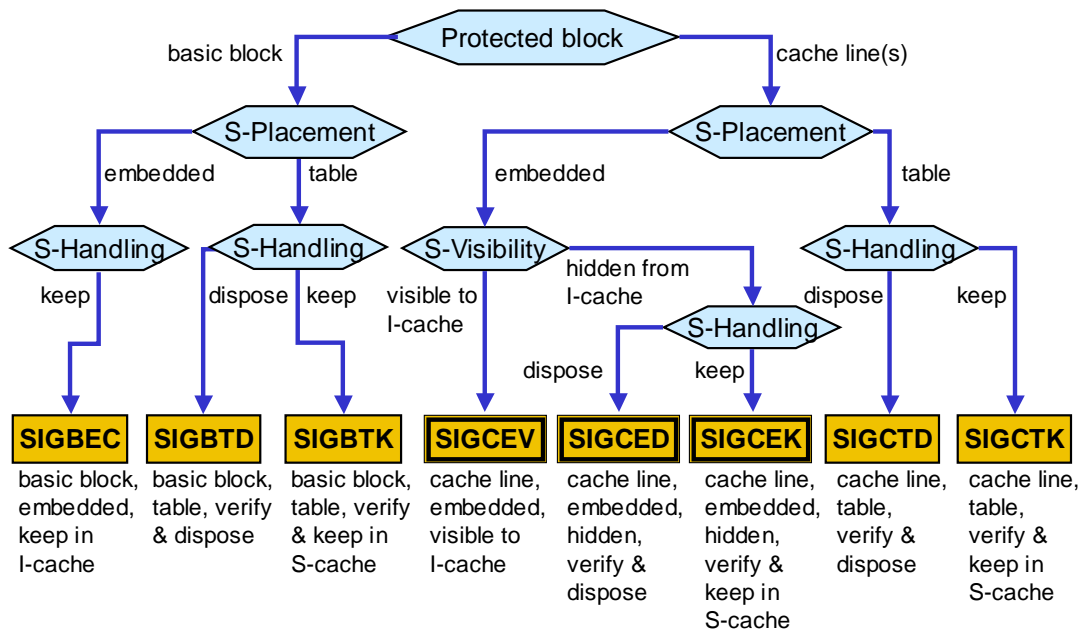 Protected block
basic block
cache line(s)
S-Placement
S-Placement
embedded
table
embedded
table
S-Handling
S-Handling
S-Visibility
S-Handling
keep
dispose
keep
visible to
I-cache
hidden from
I-cache
dispose
keep
S-Handling
dispose
keep
SIGBEC
SIGBTD
SIGBTK
SIGCEV
SIGCED
SIGCEK
SIGCTD
SIGCTK
basic block,
embedded,
keep in
I-cache
basic block,
table, verify
& dispose
basic block,
table, verify
& keep in
S-cache
cache line,
embedded,
visible to
I-cache
cache line,
embedded,
hidden,
verify &
dispose
cache line,
embedded,
hidden,
verify &
keep in
S-cache
cache line,
table,
verify &
dispose
cache line,
table,
verify &
keep in
S-cache